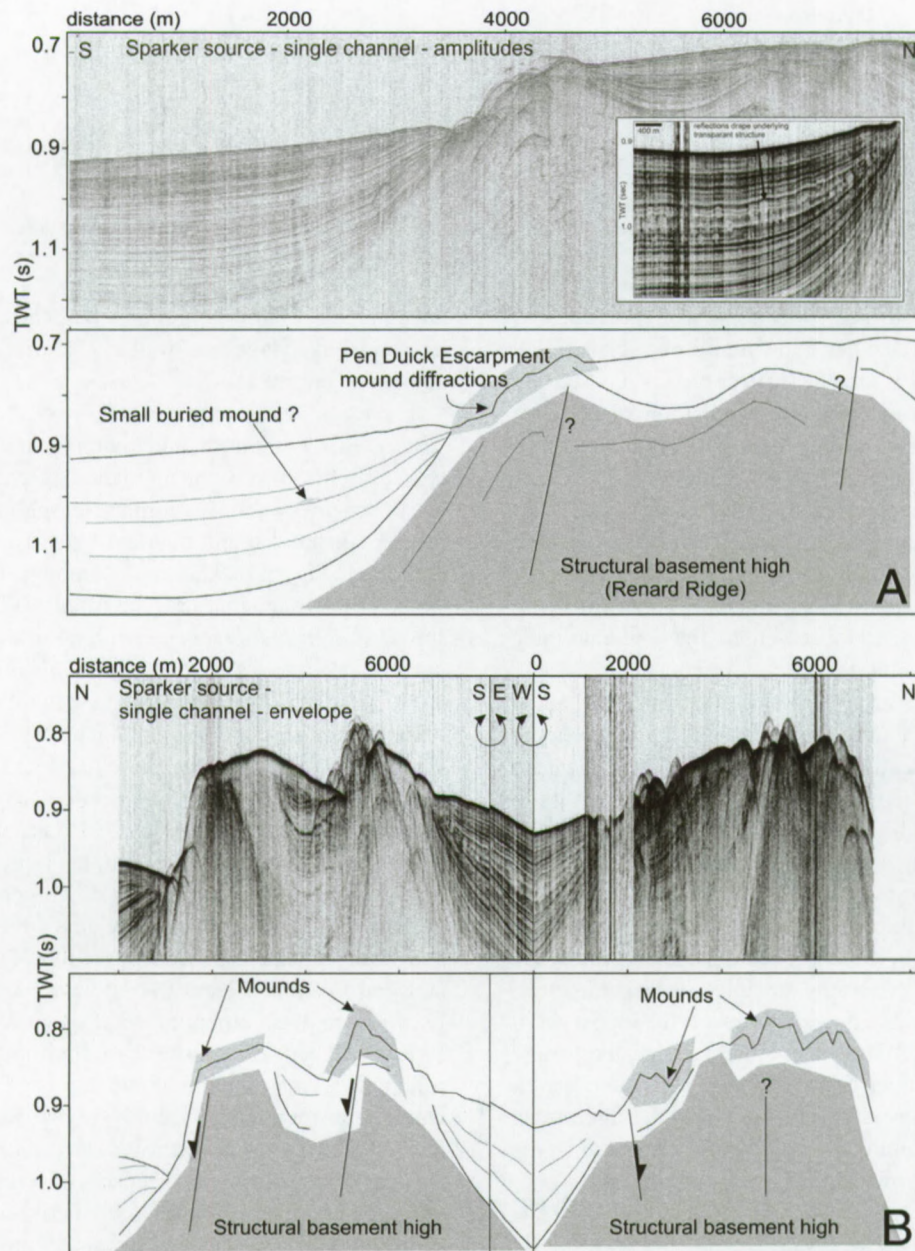 distance (m) 2000 4000 6000
S Sparker source - single channel - amplitudes N
0.7
0.9
1.1
TWT (s)
400 m
reflections drape underlying
transparant structure
0.9
1.0
TWT (sec)
0.7
0.9
1.1
Pen Duick Escarpment
mound diffractions
Small buried mound ?
?
?
Structural basement high
(Renard Ridge)
A
distance (m) 2000 6000 0 2000 6000
N Sparker source - S E W S N
single channel - envelope
0.8
0.9
1.0
TWT(s)
Mounds
Mounds
0.8
0.9
1.0
?
Structural basement high
Structural basement high
B